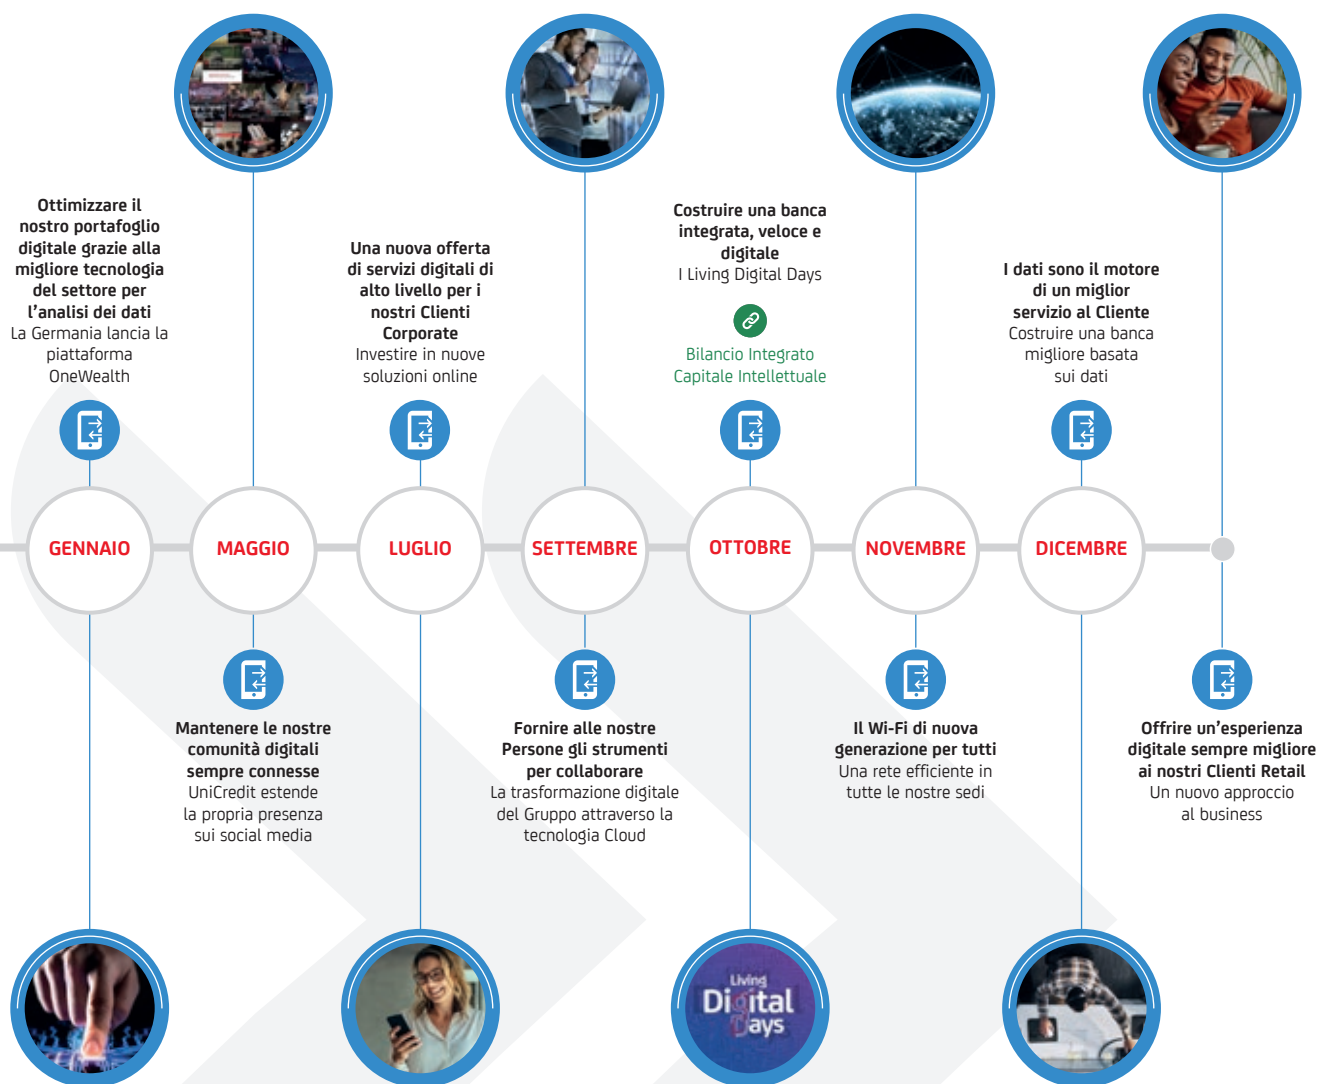 Ottimizzare il
nostro portafoglio
digitale grazie alla
migliore tecnologia
del settore per
l'analisi dei dati
La Germania lancia la
piattaforma
OneWealth
Una nuova offerta
di servizi digitali di
alto livello per i
nostri Clienti
Corporate
Investire in nuove
soluzioni online
Costruire una banca
integrata, veloce e
digitale
I Living Digital Days
Bilancio Integrato
Capitale Intellettuale
I dati sono il motore
di un miglior
servizio al Cliente
Costruire una banca
migliore basata
sui dati
GENNAIO
MAGGIO
LUGLIO
SETTEMBRE
OTTOBRE
NOVEMBRE
DICEMBRE
Mantenere le nostre
comunità digitali
sempre connesse
UniCredit estende
la propria presenza
sui social media
Fornire alle nostre
Persone gli strumenti
per collaborare
La trasformazione digitale
del Gruppo attraverso la
tecnologia Cloud
Il Wi-Fi di nuova
generazione per tutti
Una rete efficiente in
tutte le nostre sedi
Offrire un'esperienza
digitale sempre migliore
ai nostri Clienti Retail
Un nuovo approccio
al business
Living
Digital
Days